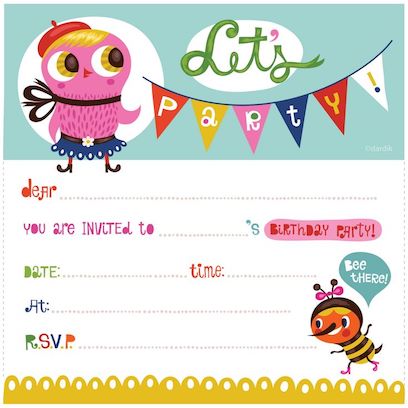 Let's
PARTY!
©dardik
dear
YOU are INVITED to 's BIRTHDAY PARTY!
DATE: time:
BEE THERE!
At:
R.S.V.P.